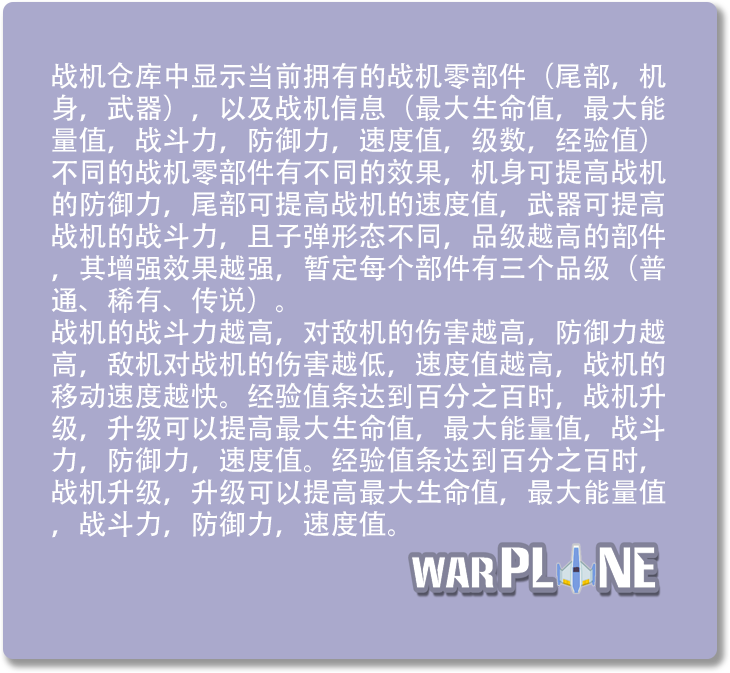 战机仓库中显示当前拥有的战机零部件（尾部，机
身，武器），以及战机信息（最大生命值，最大能
量值，战斗力，防御力，速度值，级数，经验值）
不同的战机零部件有不同的效果，机身可提高战机
的防御力，尾部可提高战机的速度值，武器可提高
战机的战斗力，且子弹形态不同，品级越高的部件
，其增强效果越强，暂定每个部件有三个品级（普
通、稀有、传说）。
战机的战斗力越高，对敌机的伤害越高，防御力越
高，敌机对战机的伤害越低，速度值越高，战机的
移动速度越快。经验值条达到百分之百时，战机升
级，升级可以提高最大生命值，最大能量值，战斗
力，防御力，速度值。经验值条达到百分之百时，
战机升级，升级可以提高最大生命值，最大能量值
，战斗力，防御力，速度值。
WARPLANE